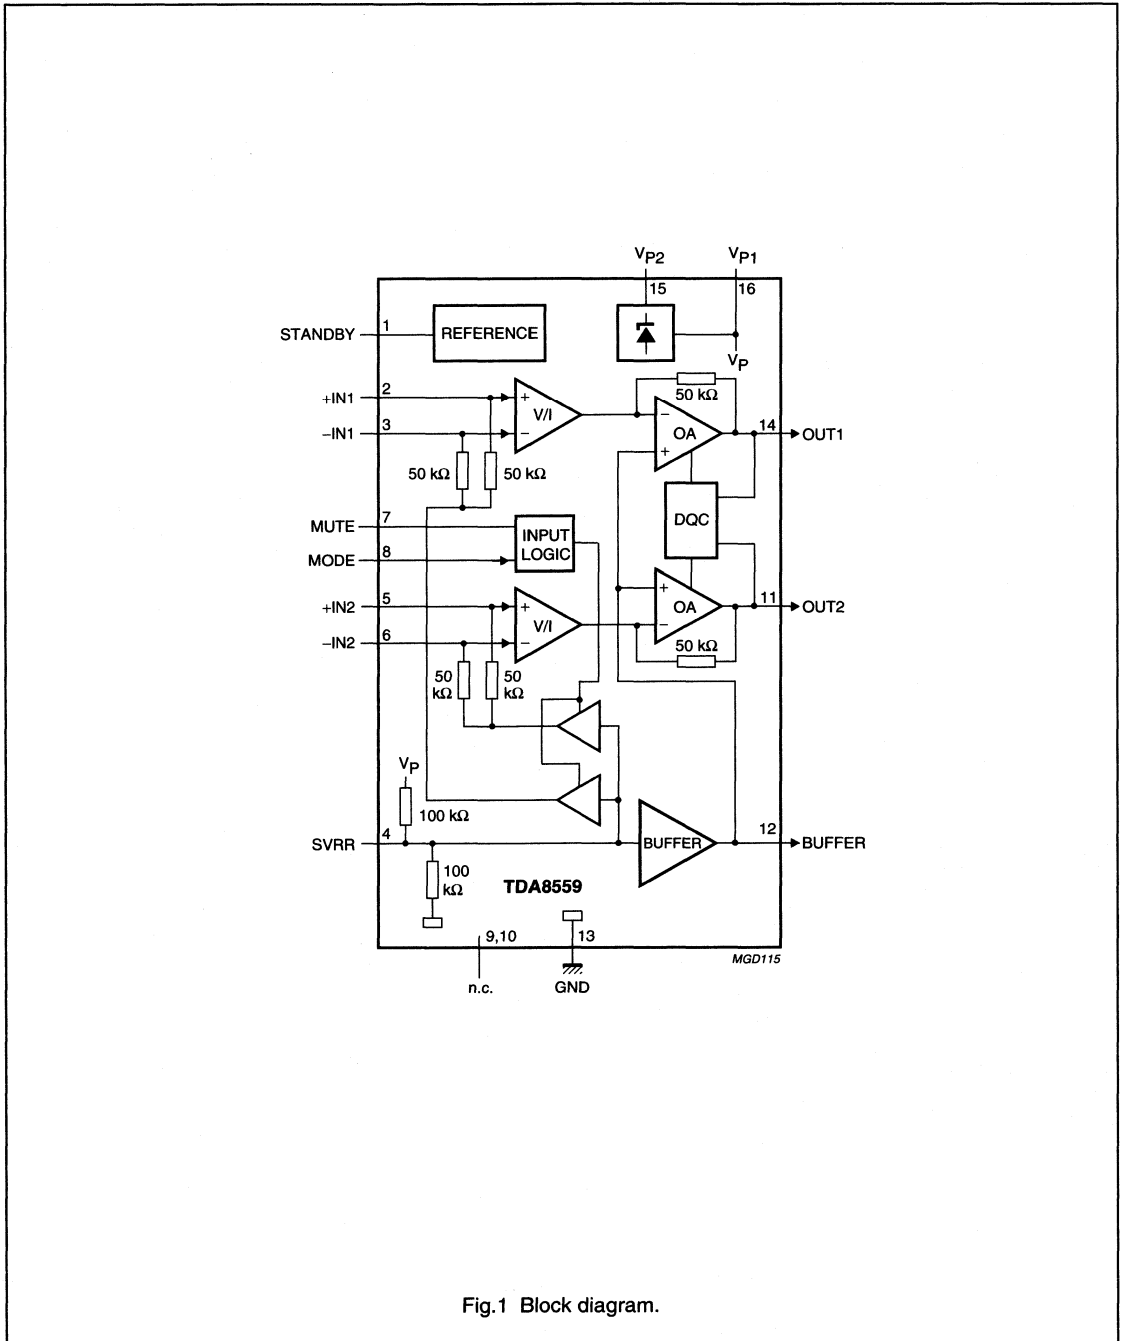 VP2 VP1
15 16
STANDBY 1 REFERENCE
VP
+IN1 2 + V/I
50 kΩ
−IN1 3 −
− OA + 14 OUT1
50 kΩ 50 kΩ
DQC
MUTE 7 INPUT
MODE 8 LOGIC
+IN2 5 + V/I
+ OA − 11 OUT2
−IN2 6 −
50 kΩ
50 50
kΩ kΩ
VP
100 kΩ
SVRR 4 BUFFER 12 BUFFER
100
kΩ
TDA8559
9,10 13
MGD115
n.c. GND
Fig.1 Block diagram.